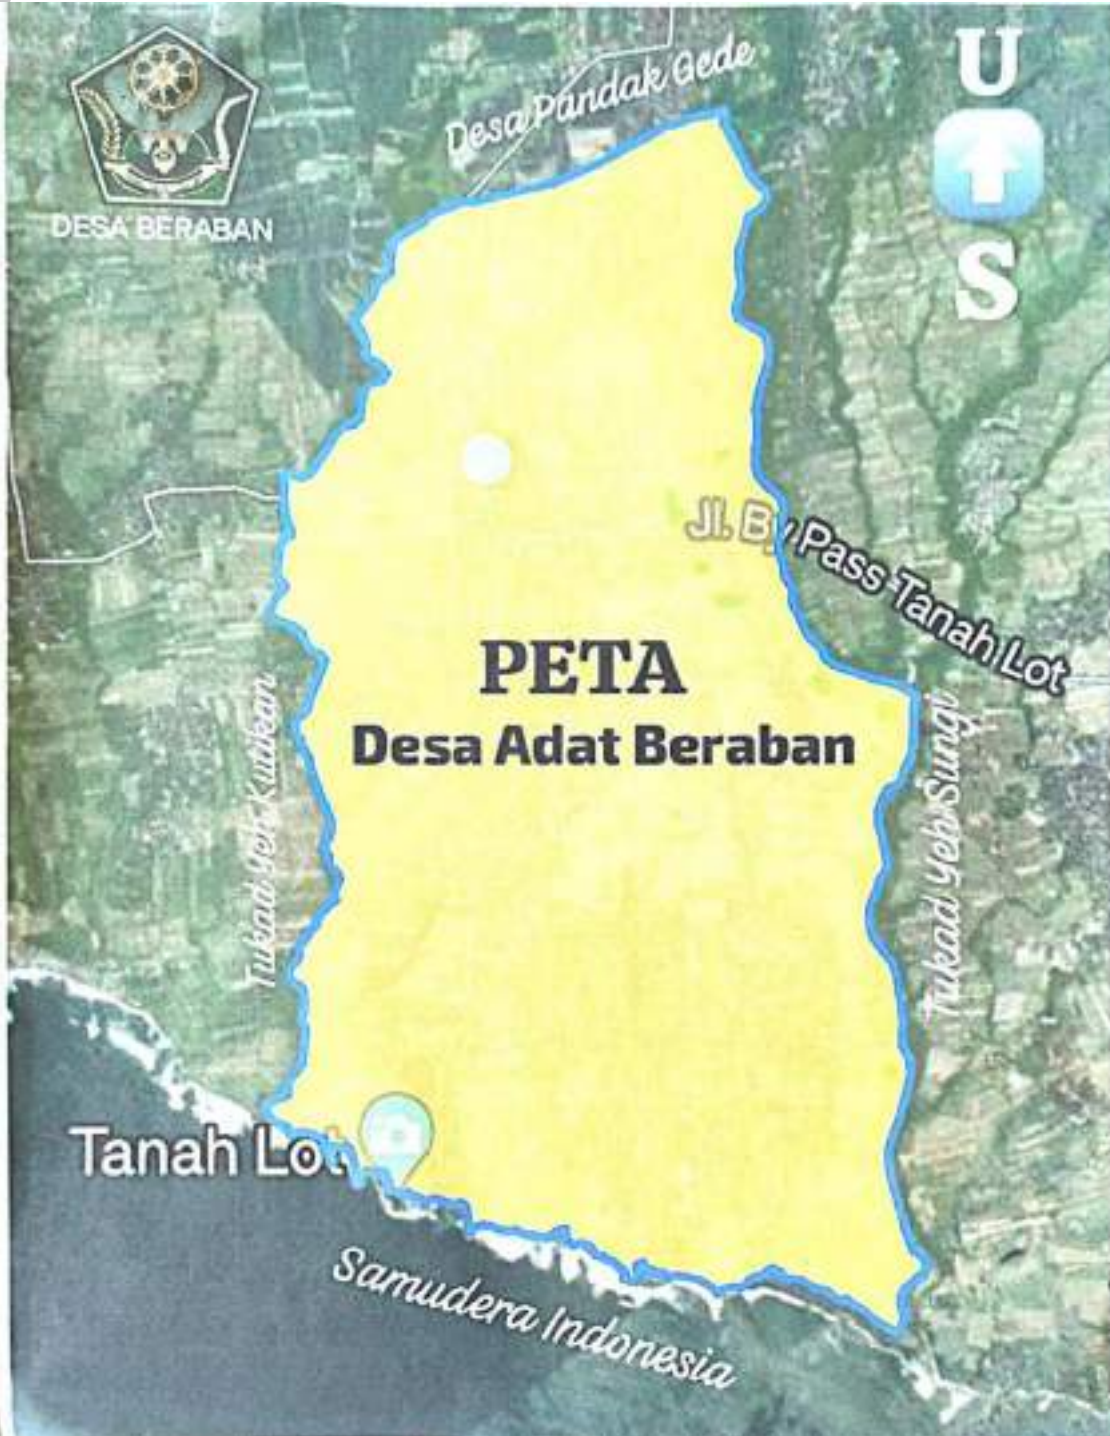 Desa Pandak Gede
U
DESA BERABAN
S
Jl. By Pass Tanah Lot
PETA
Desa Adat Beraban
Tukad Yeh Kutikan
Tukad Yeh Sungi
Tanah Lot
Samudera Indonesia